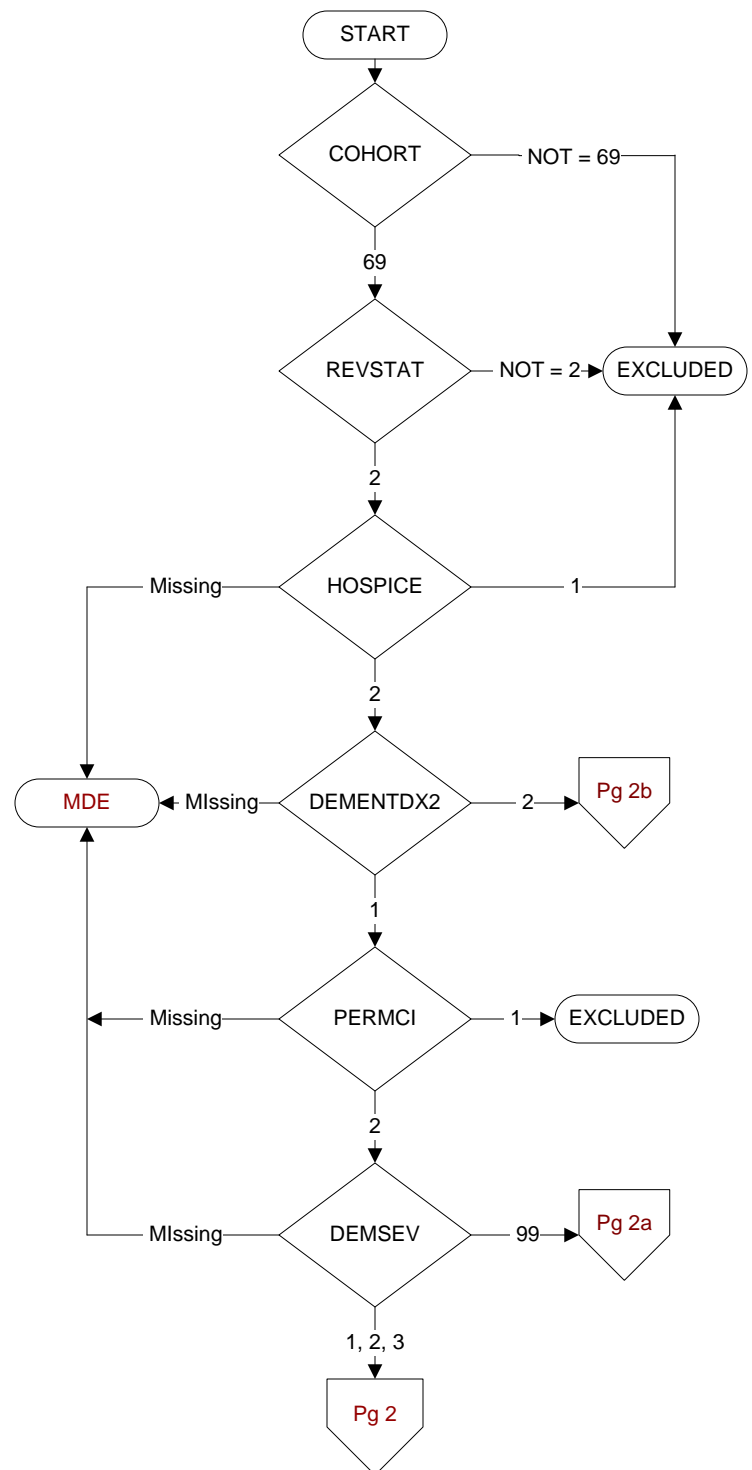 START
COHORT
NOT = 69
69
REVSTAT
NOT = 2
EXCLUDED
2
Missing
HOSPICE
1
2
MDE
MIssing
DEMENTDX2
2
Pg 2b
1
Missing
PERMCI
1
EXCLUDED
2
MIssing
DEMSEV
99
Pg 2a
1, 2, 3
Pg 2